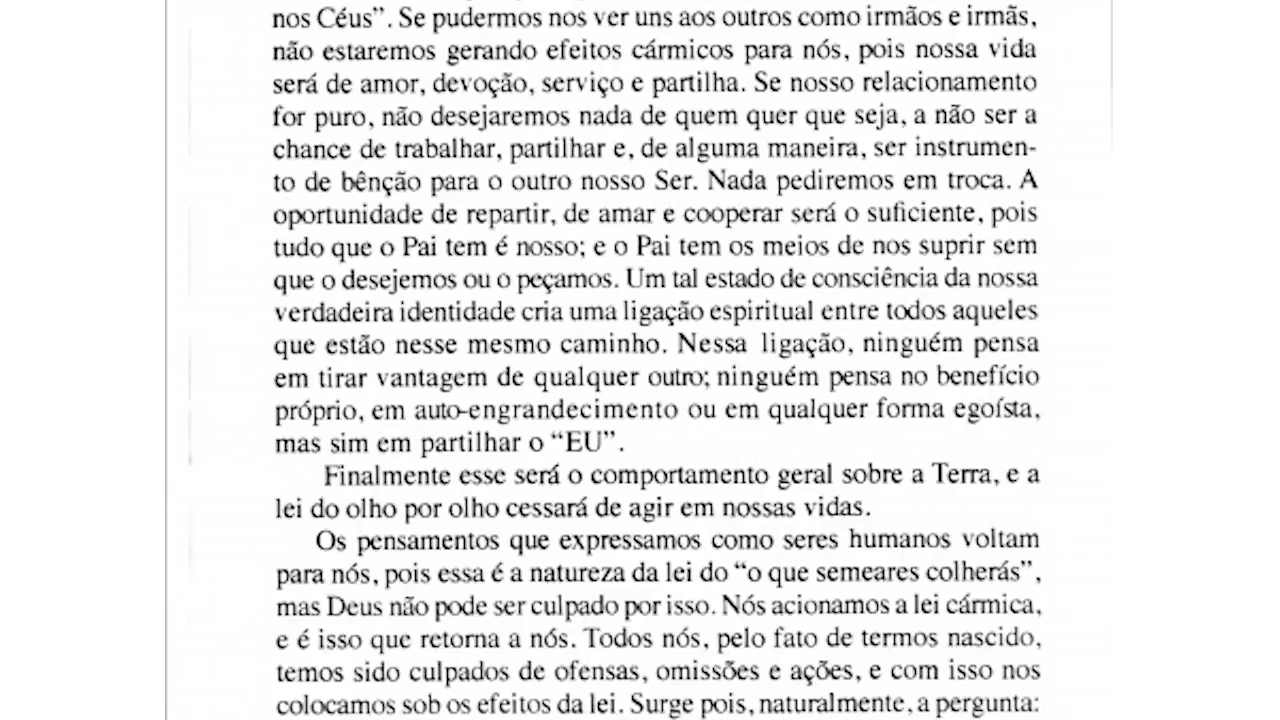 nos Céus”. Se pudermos nos ver uns aos outros como irmãos e irmãs,
não estaremos gerando efeitos cármicos para nós, pois nossa vida
será de amor, devoção, serviço e partilha. Se nosso relacionamento
for puro, não desejaremos nada de quem quer que seja, a não ser a
chance de trabalhar, partilhar e, de alguma maneira, ser instrumen-
to de bênção para o outro nosso Ser. Nada pediremos em troca. A
oportunidade de repartir, de amar e cooperar será o suficiente, pois
tudo que o Pai tem é nosso; e o Pai tem os meios de nos suprir sem
que o desejemos ou o peçamos. Um tal estado de consciência da nossa
verdadeira identidade cria uma ligação espiritual entre todos aqueles
que estão nesse mesmo caminho. Nessa ligação, ninguém pensa
em tirar vantagem de qualquer outro; ninguém pensa no benefício
próprio, em auto-engrandecimento ou em qualquer forma egoísta,
mas sim em partilhar o “EU”.
Finalmente esse será o comportamento geral sobre a Terra, e a
lei do olho por olho cessará de agir em nossas vidas.
Os pensamentos que expressamos como seres humanos voltam
para nós, pois essa é a natureza da lei do “o que semeares colherás”,
mas Deus não pode ser culpado por isso. Nós acionamos a lei cármica,
e é isso que retorna a nós. Todos nós, pelo fato de termos nascido,
temos sido culpados de ofensas, omissões e ações, e com isso nos
colocamos sob os efeitos da lei. Surge pois, naturalmente, a pergunta: